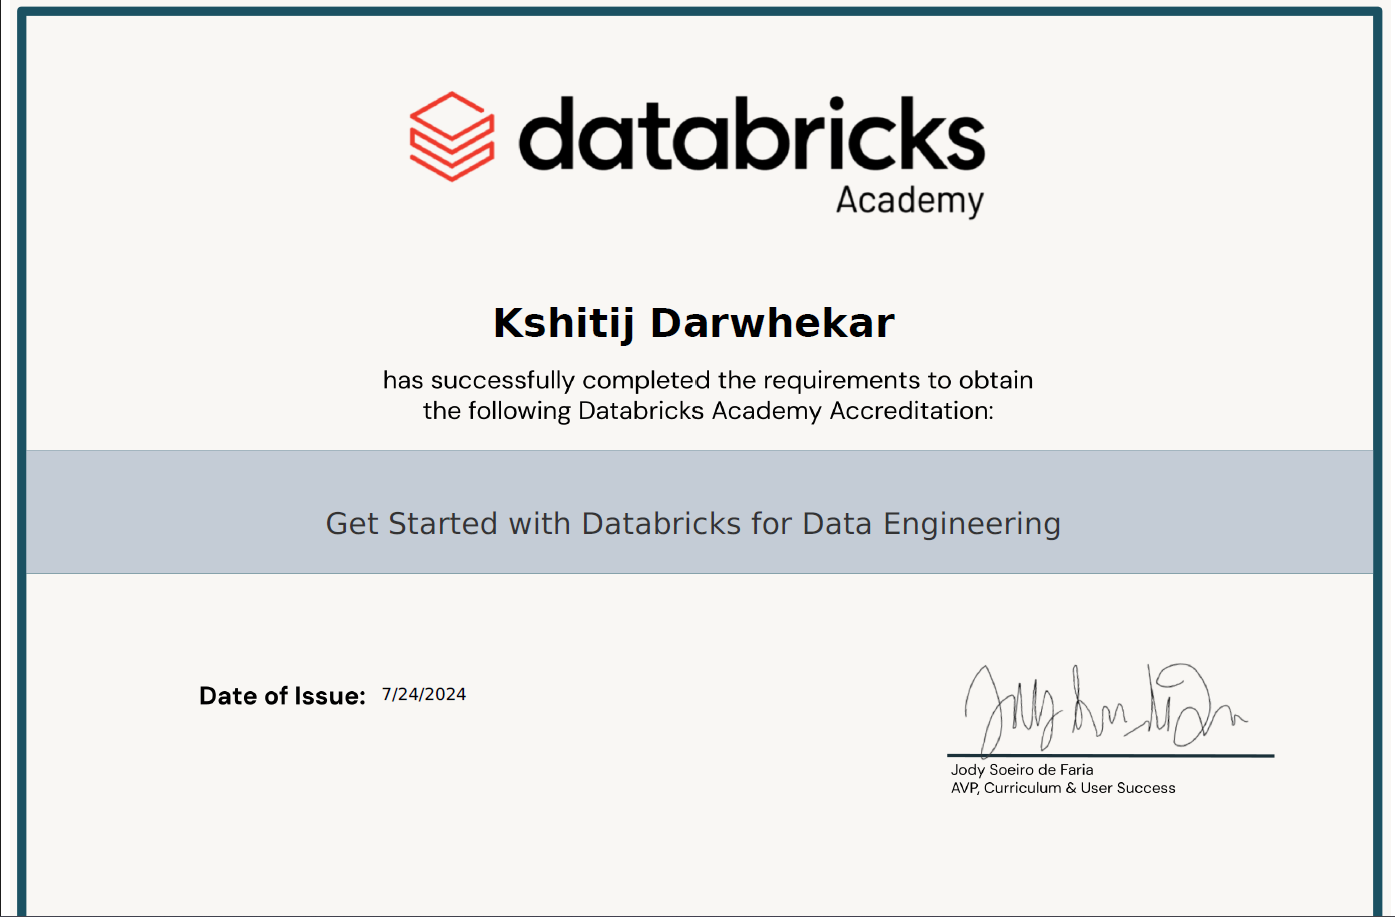 databricks
Academy
Kshitij Darwhekar
has successfully completed the requirements to obtain
the following Databricks Academy Accreditation:
Get Started with Databricks for Data Engineering
Date of Issue: 7/24/2024
Jody Soeiro de Faria
AVP, Curriculum & User Success